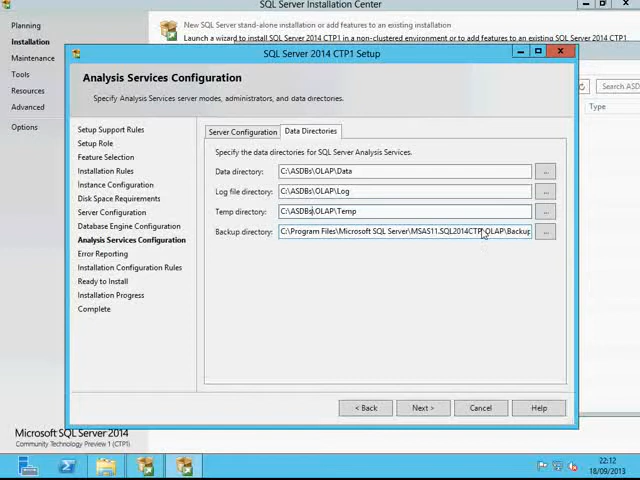 SQL Server Installation Center
Planning
Installation
Maintenance
Tools
Resources
Advanced
Options
New SQL Server stand-alone installation or add features to an existing installation
Launch a wizard to install SQL Server 2014 CTP1 in a non-clustered environment or to add features to
SQL Server 2014 CTP1 Setup
Search ASD
Type
Analysis Services Configuration
Specify Analysis Services server modes, administrators, and data directories.
Setup Support Rules
Setup Role
Feature Selection
Installation Rules
Instance Configuration
Disk Space Requirements
Server Configuration
Database Engine Configuration
Analysis Services Configuration
Error Reporting
Installation Configuration Rules
Ready to Install
Installation Progress
Complete
Server Configuration
Data Directories
Specify the data directories for SQL Server Analysis Services.
Data directory: C:\ASDBs\OLAP\Data ...
Log file directory: C:\ASDBs\OLAP\Log ...
Temp directory: C:\ASDBs\OLAP\Temp ...
Backup directory: C:\Program Files\Microsoft SQL Server\MSAS11.SQL2014CTP\OLAP\Backup ...
< Back
Next >
Cancel
Help
Microsoft SQL Server 2014
Community Technology Preview 1 (CTP1)
22:12
18/09/2013